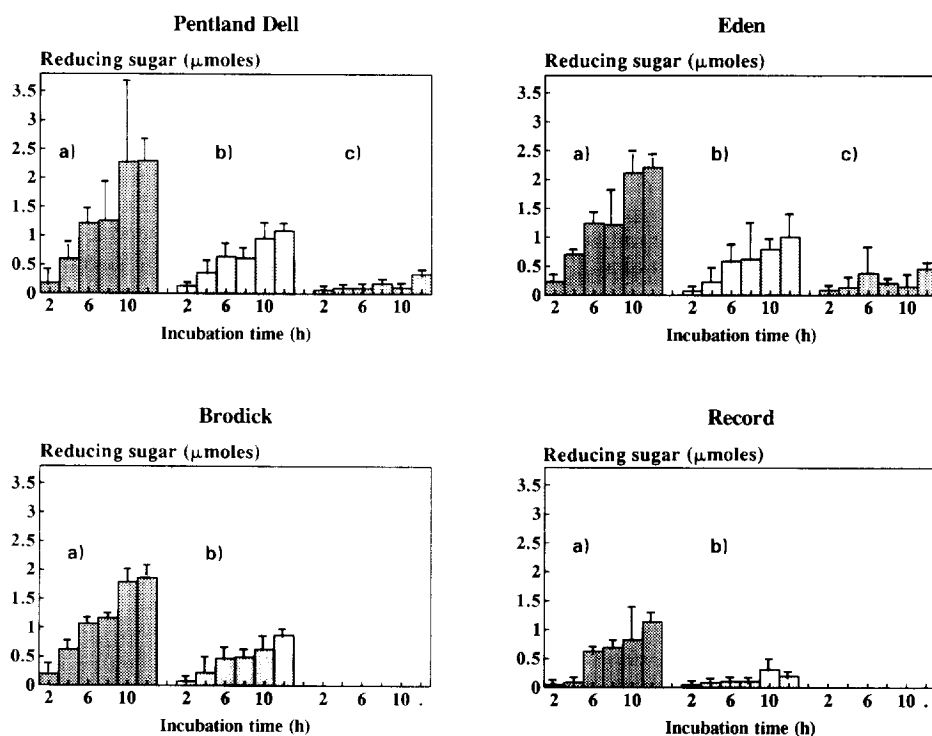 Pentland Dell
Reducing sugar (μmoles)
3.5
3
2.5
2
1.5
1
0.5
0
a)
b)
c)
2 6 10 2 6 10 2 6 10
Incubation time (h)
Eden
Reducing sugar (μmoles)
3.5
3
2.5
2
1.5
1
0.5
0
a)
b)
c)
2 6 10 2 6 10 2 6 10
Incubation time (h)
Brodick
Reducing sugar (μmoles)
3.5
3
2.5
2
1.5
1
0.5
0
a)
b)
2 6 10 2 6 10 2 6 10 .
Incubation time (h)
Record
Reducing sugar (μmoles)
3.5
3
2.5
2
1.5
1
0.5
0
a)
b)
2 6 10 2 6 10 2 6 10 .
Incubation time (h)